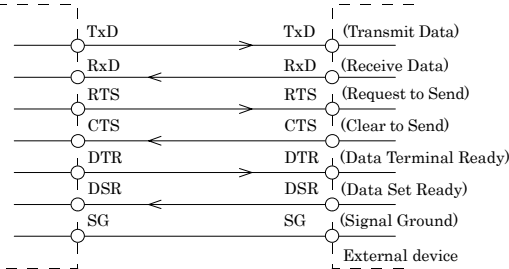 TxD TxD (Transmit Data)
RxD RxD (Receive Data)
RTS RTS (Request to Send)
CTS CTS (Clear to Send)
DTR DTR (Data Terminal Ready)
DSR DSR (Data Set Ready)
SG SG (Signal Ground)
External device